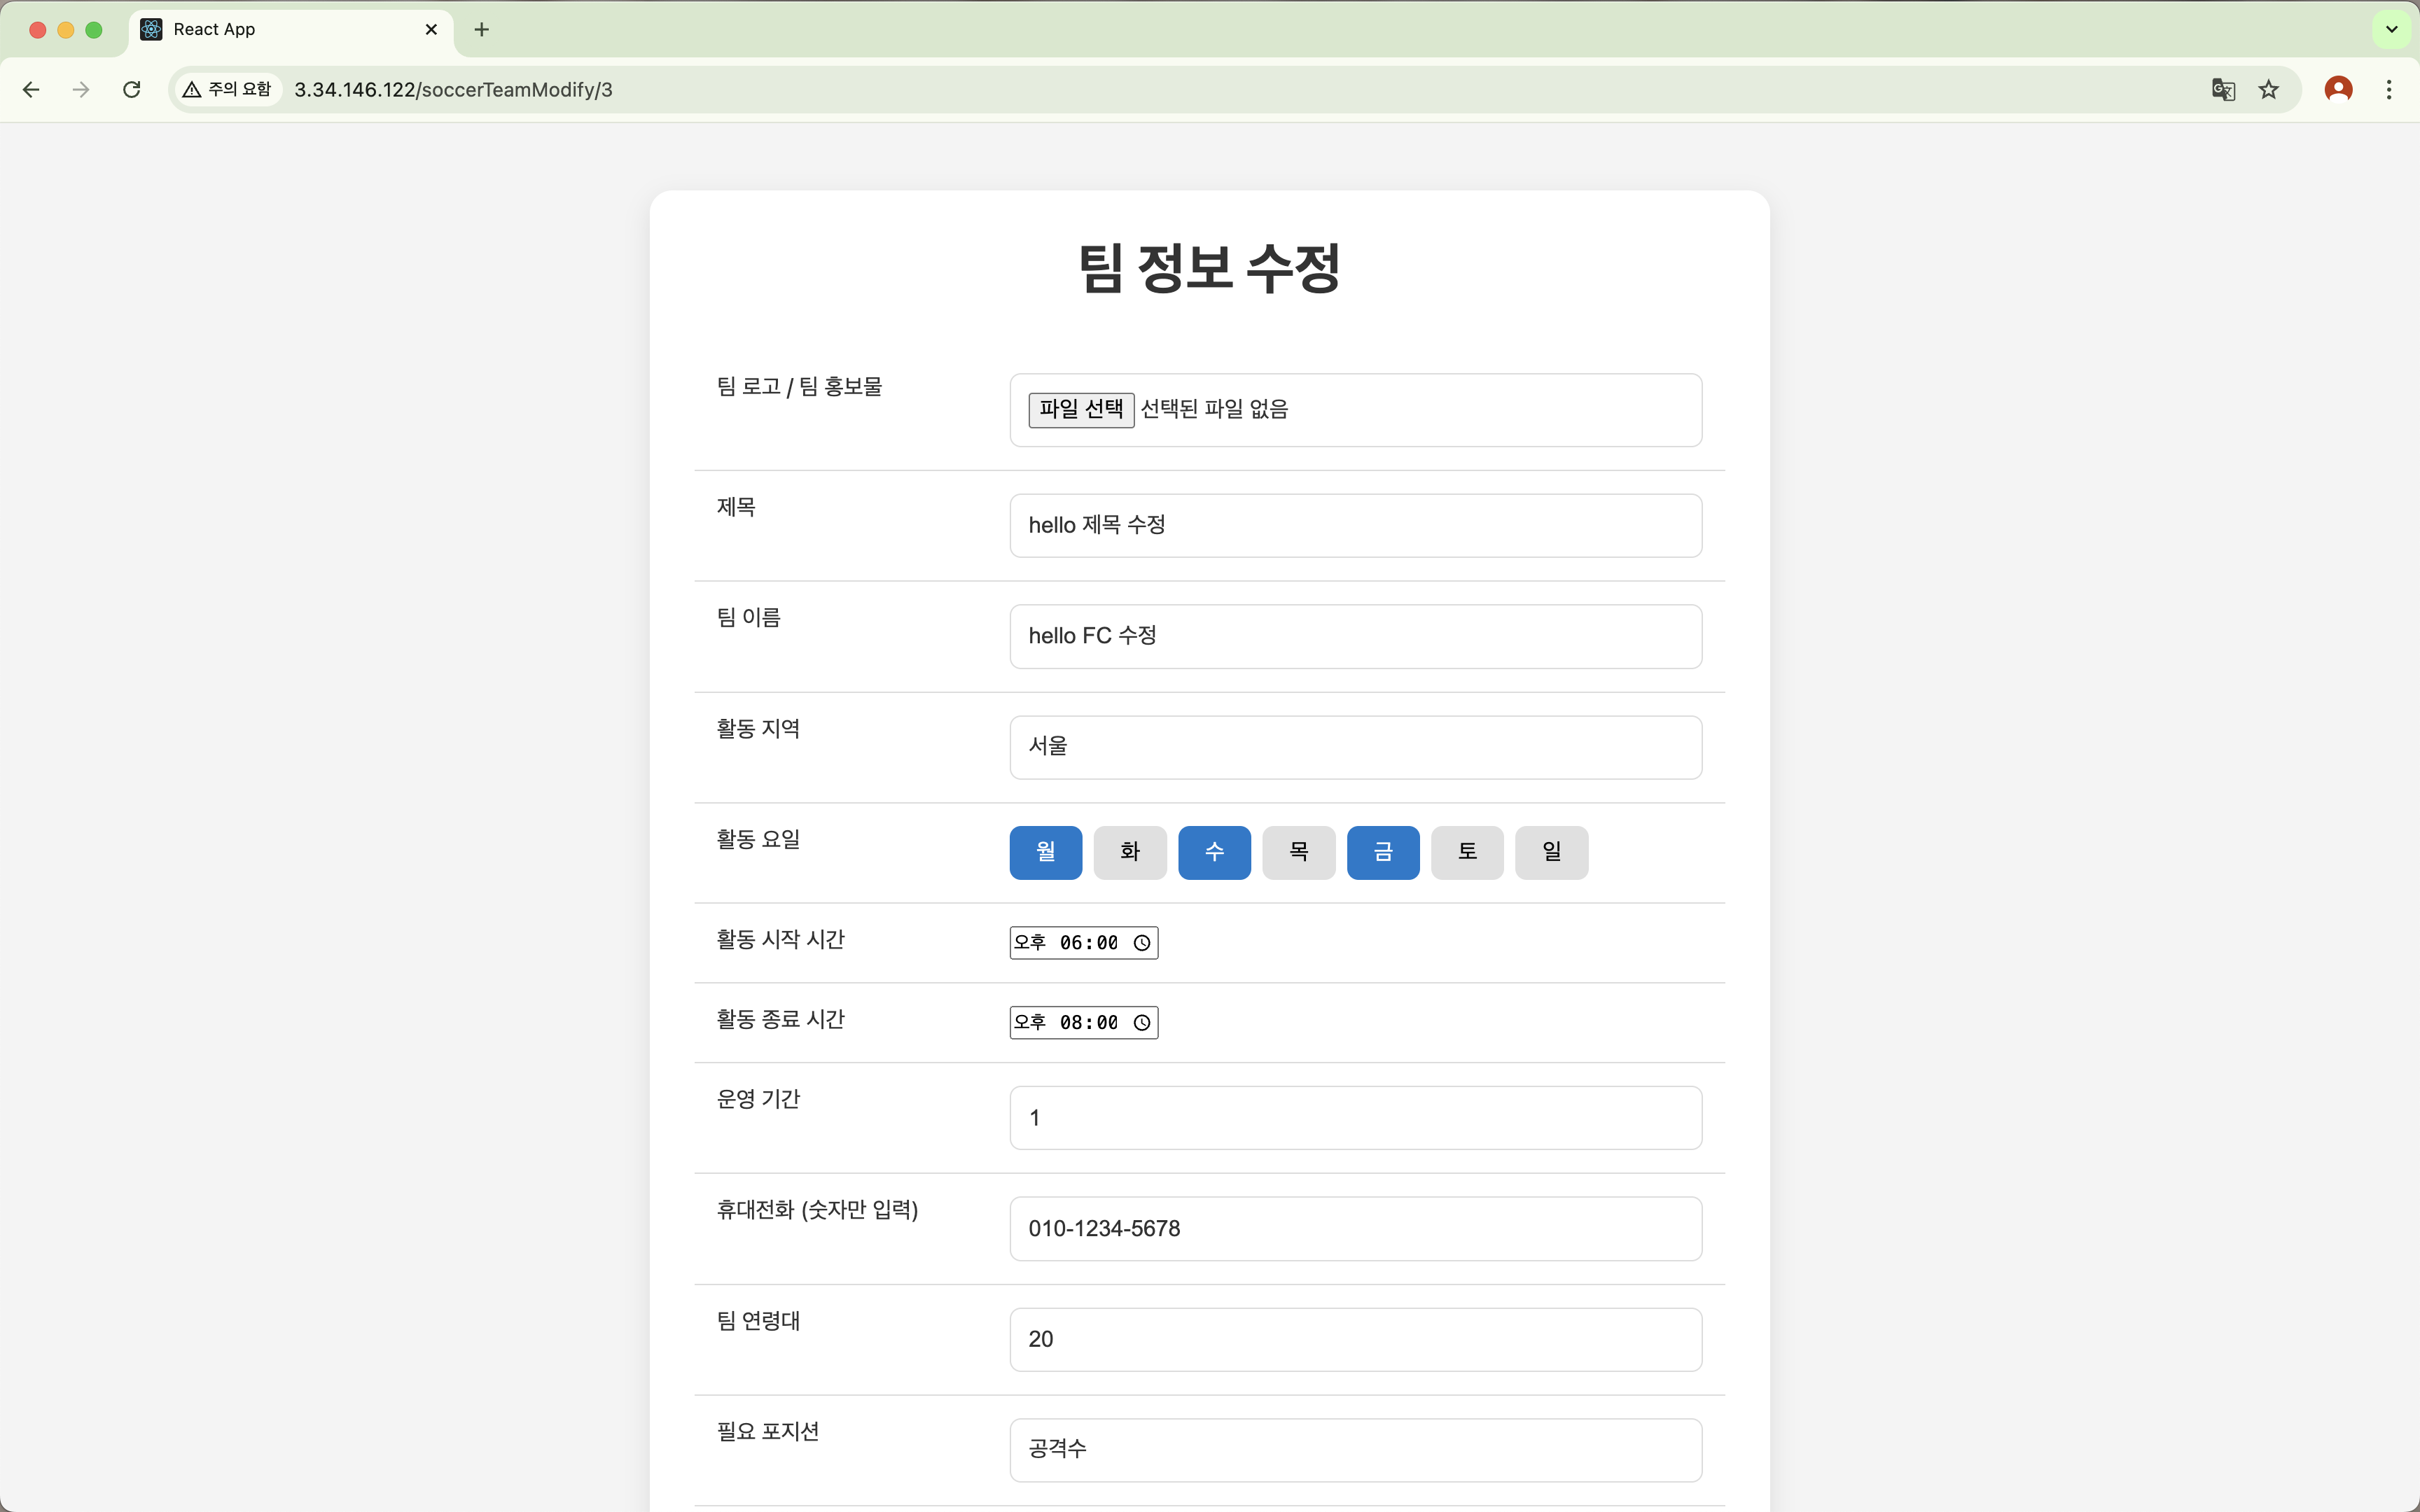 React App
주의 요함 3.34.146.122/soccerTeamModify/3
팀 정보 수정
팀 로고 / 팀 홍보물
파일 선택 선택된 파일 없음
제목
hello 제목 수정
팀 이름
hello FC 수정
활동 지역
서울
활동 요일
월 화 수 목 금 토 일
활동 시작 시간
오후 06:00
활동 종료 시간
오후 08:00
운영 기간
1
휴대전화 (숫자만 입력)
010-1234-5678
팀 연령대
20
필요 포지션
공격수